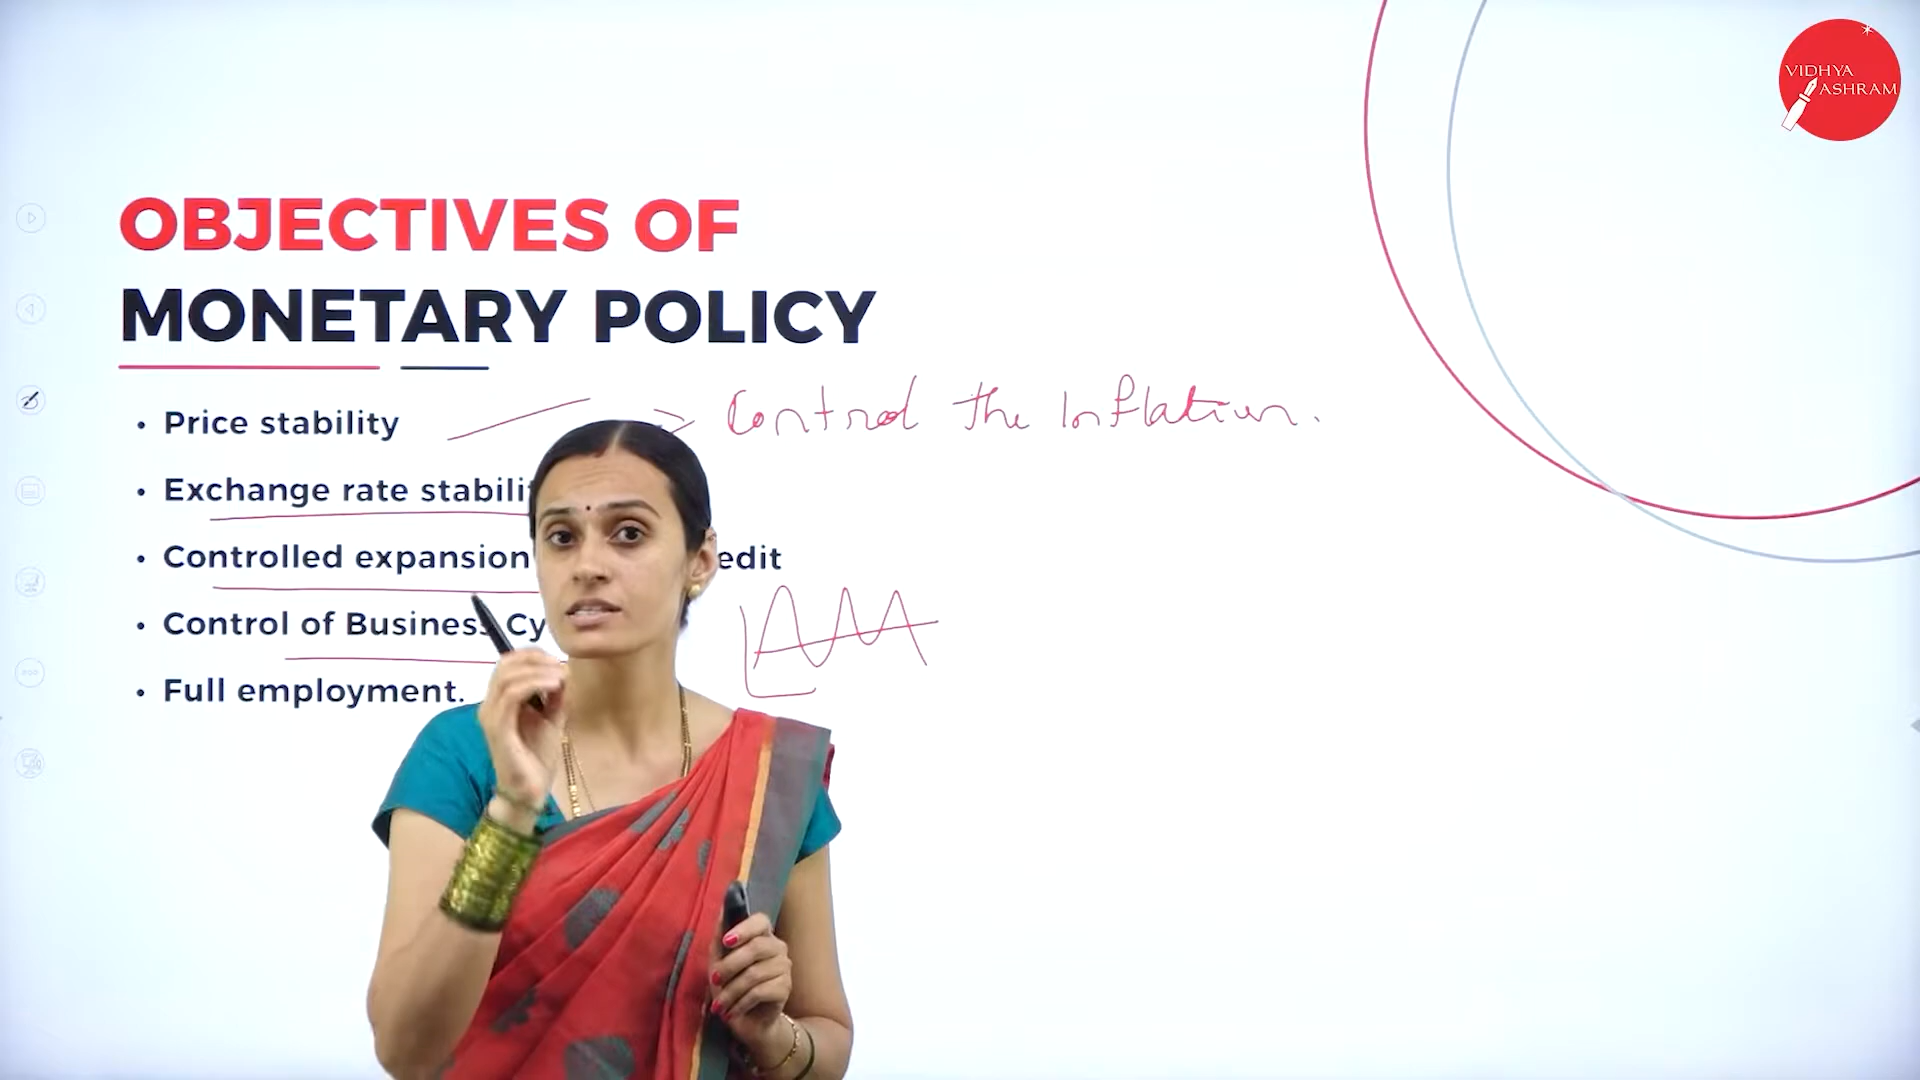 VIDHYA
ASHRAM
OBJECTIVES OF
MONETARY POLICY
• Price stability
Control the Inflation.
• Exchange rate stabili
• Controlled expansion edit
• Control of Business Cy
• Full employment.